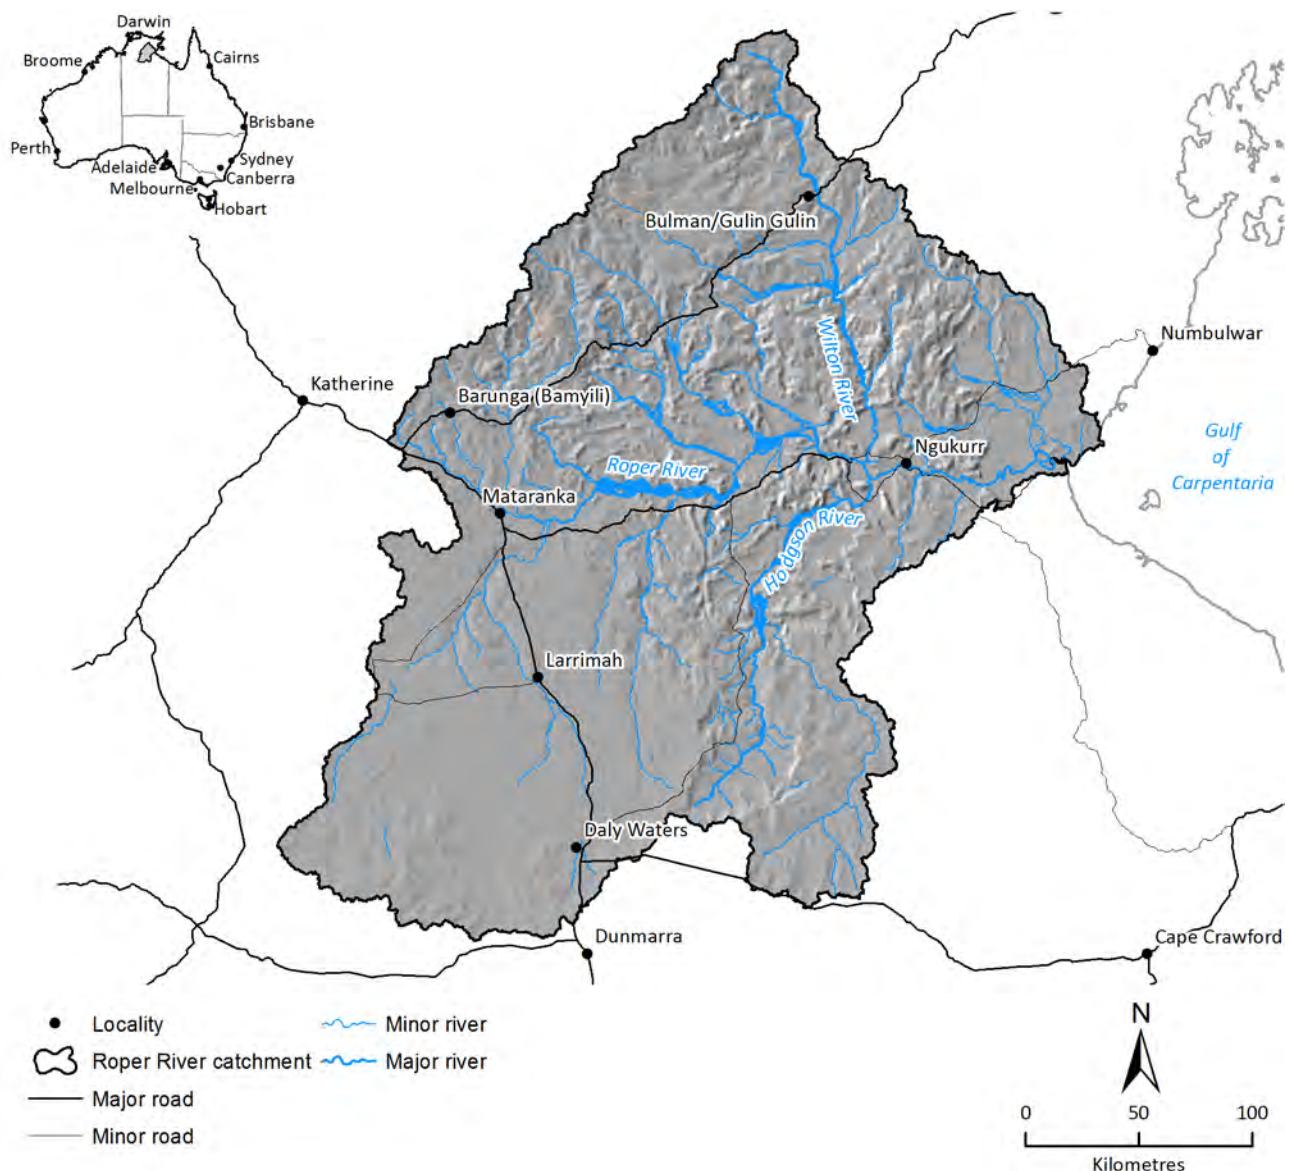 Darwin
Broome
Cairns
Brisbane
Perth
Adelaide
Sydney
Canberra
Melbourne
Hobart
Bulman/Gulin Gulin
Wilton River
Numbulwar
Katherine
Barunga (Bamyili)
Gulf
of
Carpentaria
Ngukurr
Roper River
Mataranka
Hodgson River
Larrimah
Daly Waters
Dunmarra
Cape Crawford
Locality
Minor river
Roper River catchment
Major river
Major road
Minor road
N
0 50 100
Kilometres